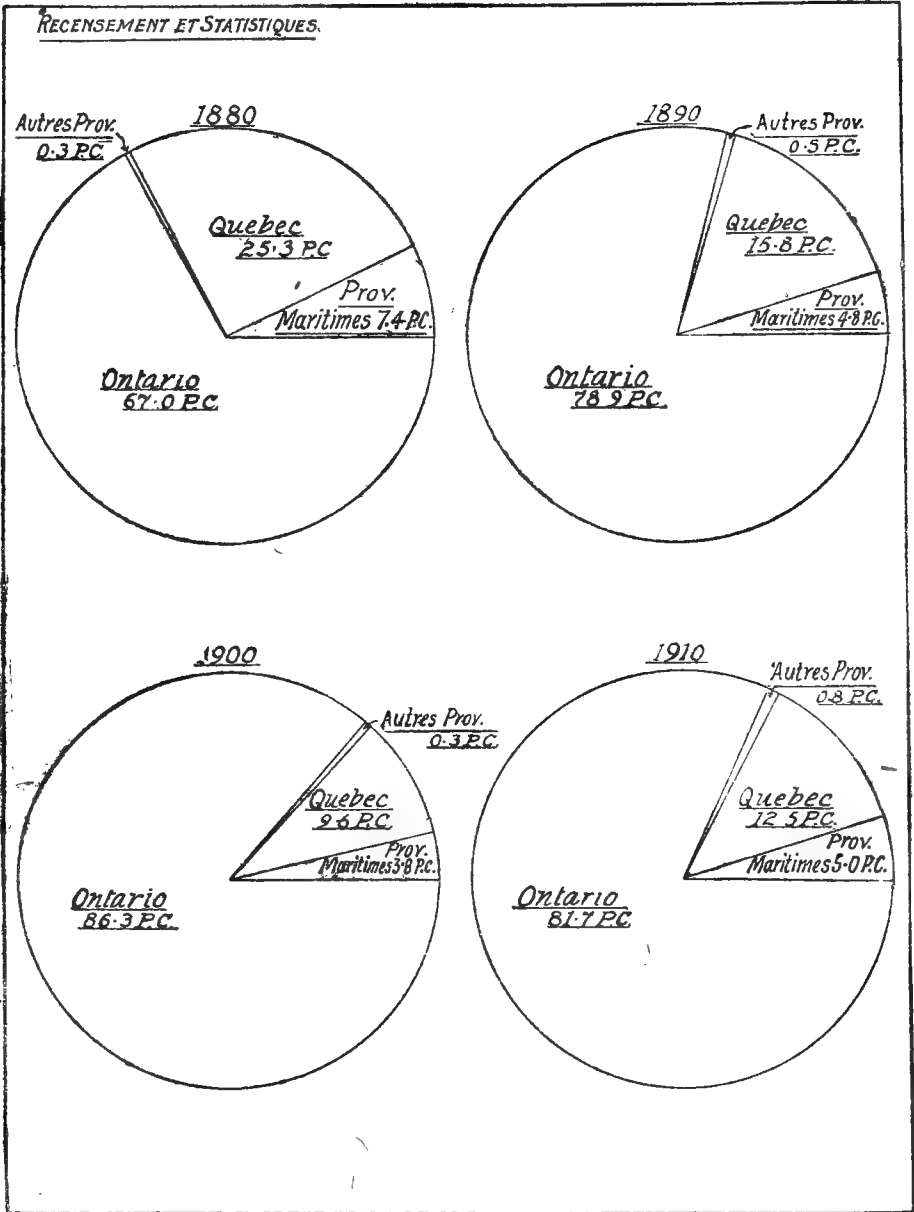 RECENSEMENT ET STATISTIQUES.
1880
Autres Prov.
0.3 P.C.
Quebec
25.3 P.C
Prov.
Maritimes 7.4 P.C.
Ontario
67.0 P.C.
1890
Autres Prov.
0.5 P.C.
Quebec
15.8 P.C.
Prov.
Maritimes 4.8 P.C.
Ontario
78 9 P.C.
1900
Autres Prov.
0.3 P.C.
Quebec
9.6 P.C.
Prov.
Maritimes 3.8 P.C.
Ontario
86.3 P.C.
1910
Autres Prov.
0.8 P.C.
Quebec
12 5 P.C.
Prov.
Maritimes 5.0 P.C.
Ontario
81.7 P.C.